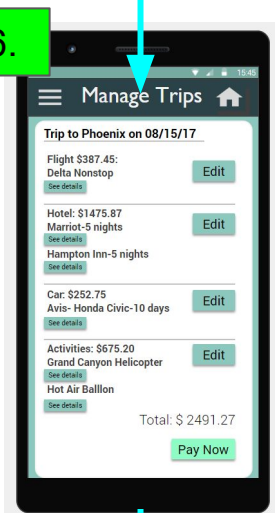 6.
15:45
Manage Trips
Trip to Phoenix on 08/15/17
Flight $387.45:
Delta Nonstop
See details
Edit
Hotel: $1475.87
Marriot-5 nights
See details
Hampton Inn-5 nights
See details
Edit
Car: $252.75
Avis- Honda Civic-10 days
See details
Edit
Activities: $675.20
Grand Canyon Helicopter
See details
Hot Air Balllon
See details
Edit
Total: $ 2491.27
Pay Now